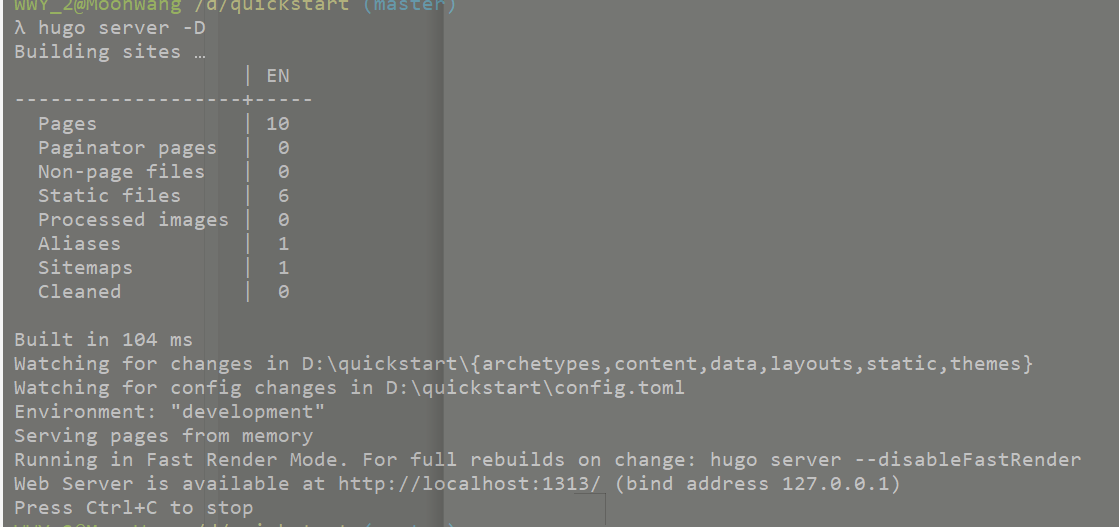 WWY_2@MoonWang /d/quickstart (master)
λ hugo server -D
Building sites …
                   | EN
-------------------+-----
  Pages            | 10
  Paginator pages  |  0
  Non-page files   |  0
  Static files     |  6
  Processed images |  0
  Aliases          |  1
  Sitemaps         |  1
  Cleaned          |  0
Built in 104 ms
Watching for changes in D:\quickstart\{archetypes,content,data,layouts,static,themes}
Watching for config changes in D:\quickstart\config.toml
Environment: "development"
Serving pages from memory
Running in Fast Render Mode. For full rebuilds on change: hugo server --disableFastRender
Web Server is available at http://localhost:1313/ (bind address 127.0.0.1)
Press Ctrl+C to stop